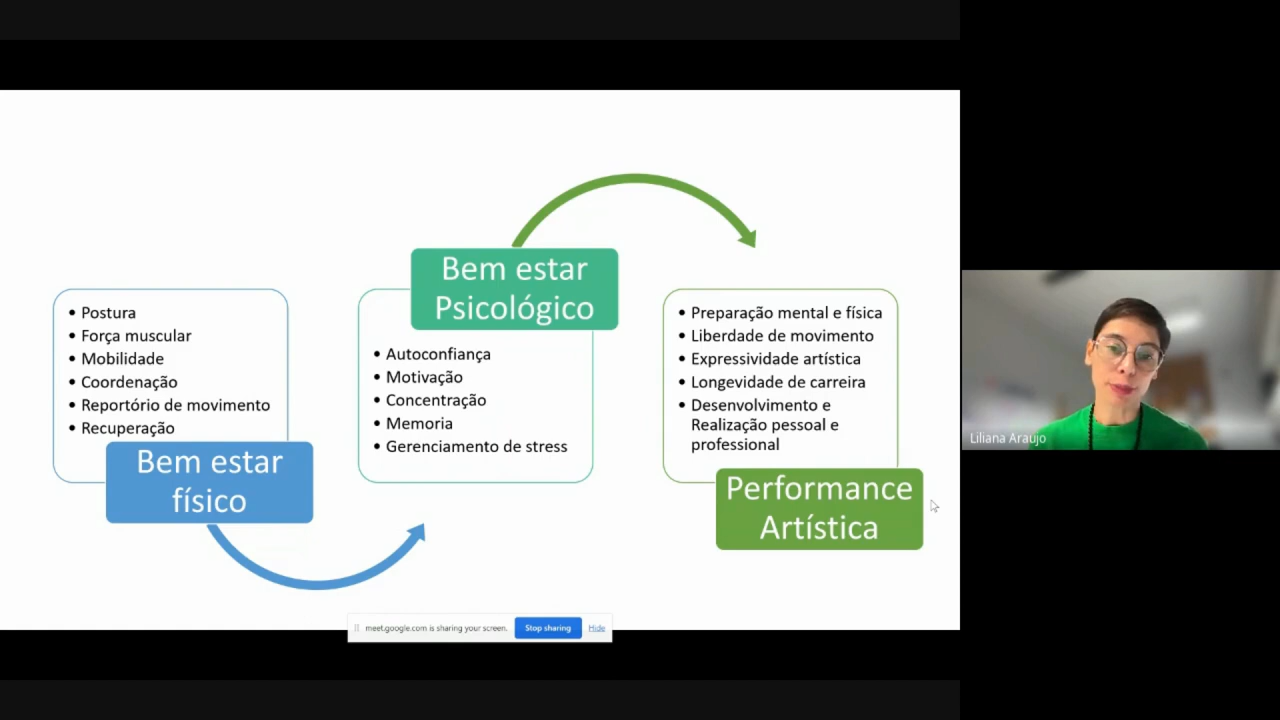 • Postura
• Força muscular
• Mobilidade
• Coordenação
• Reportório de movimento
• Recuperação
Bem estar
físico
Bem estar
Psicológico
• Autoconfiança
• Motivação
• Concentração
• Memoria
• Gerenciamento de stress
• Preparação mental e física
• Liberdade de movimento
• Expressividade artística
• Longevidade de carreira
• Desenvolvimento e
Realização pessoal e
professional
Performance
Artística
Liliana Araujo
meet.google.com is sharing your screen.
Stop sharing
Hide